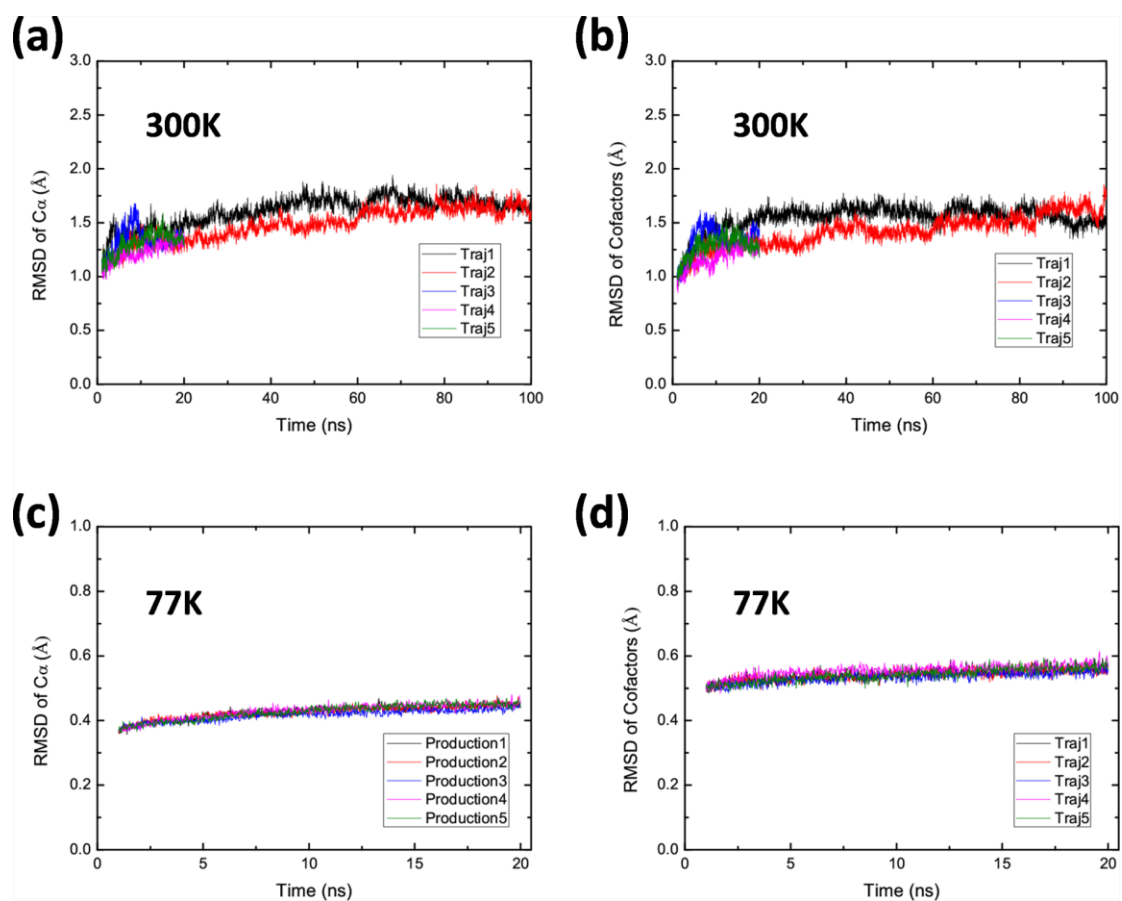 (a)
(b)
3.0
2.5
2.0
1.5
1.0
0.5
0.0
RMSD of Cα (Å)
300K
Traj1
Traj2
Traj3
Traj4
Traj5
0 20 40 60 80 100
Time (ns)
3.0
2.5
2.0
1.5
1.0
0.5
0.0
RMSD of Cofactors (Å)
300K
Traj1
Traj2
Traj3
Traj4
Traj5
0 20 40 60 80 100
Time (ns)
(c)
(d)
1.0
0.8
0.6
0.4
0.2
0.0
RMSD of Cα (Å)
77K
Production1
Production2
Production3
Production4
Production5
0 5 10 15 20
Time (ns)
1.0
0.8
0.6
0.4
0.2
0.0
RMSD of Cofactors (Å)
77K
Traj1
Traj2
Traj3
Traj4
Traj5
0 5 10 15 20
Time (ns)